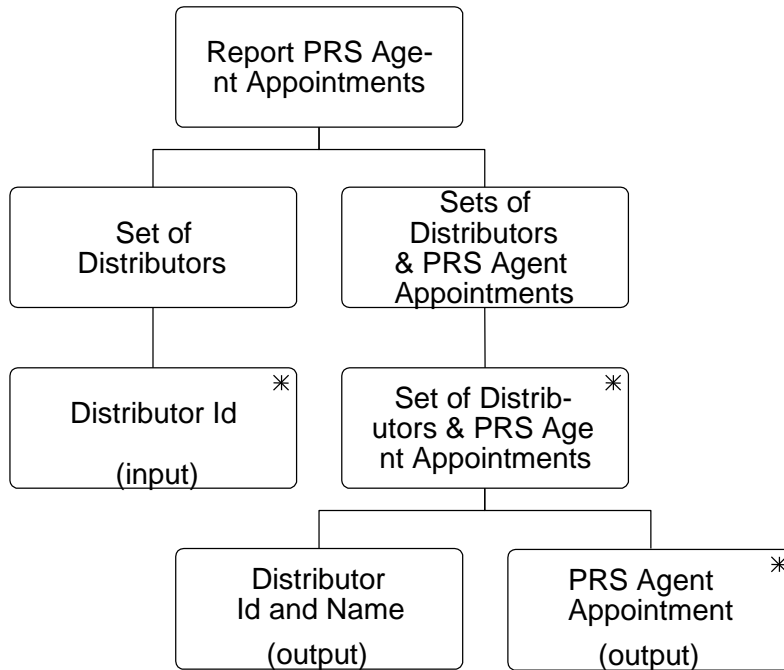 Report PRS Age-
nt Appointments
Set of
Distributors
Sets of
Distributors
& PRS Agent
Appointments
*
Distributor Id
(input)
*
Set of Distrib-
utors & PRS Age
nt Appointments
Distributor
Id and Name
(output)
*
PRS Agent
Appointment
(output)